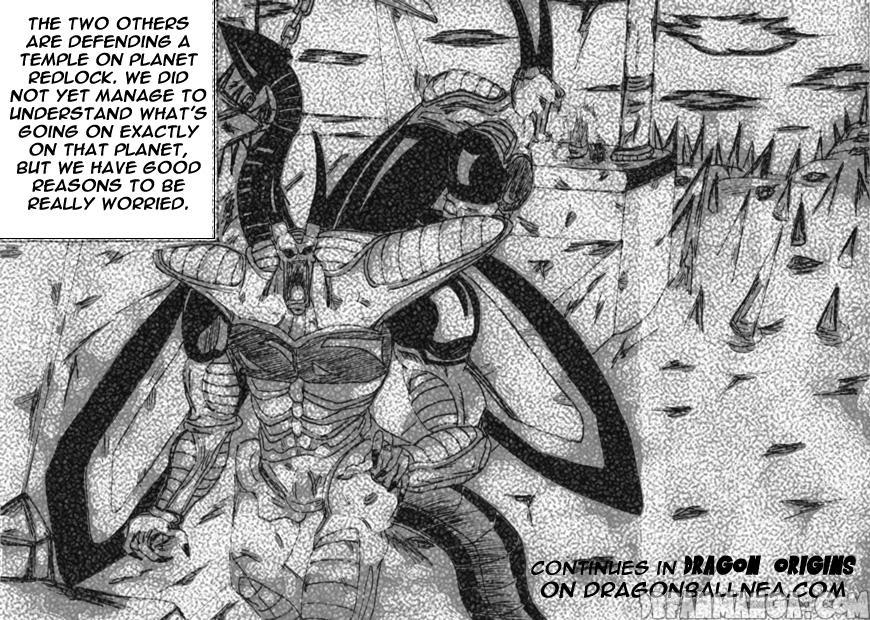 THE TWO OTHERS
ARE DEFENDING A
TEMPLE ON PLANET
REDLOCK. WE DID
NOT YET MANAGE TO
UNDERSTAND WHAT'S
GOING ON EXACTLY
ON THAT PLANET,
BUT WE HAVE GOOD
REASONS TO BE
REALLY WORRIED.
CONTINUES IN DRAGON ORIGINS
ON DRAGONBALLNEA.COM
DBFANMANGA.COM